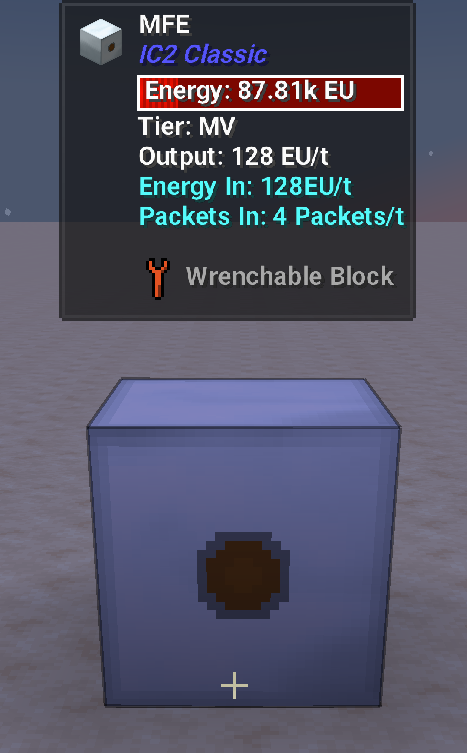 MFE
IC2 Classic
Energy: 87.81k EU
Tier: MV
Output: 128 EU/t
Energy In: 128EU/t
Packets In: 4 Packets/t
Wrenchable Block